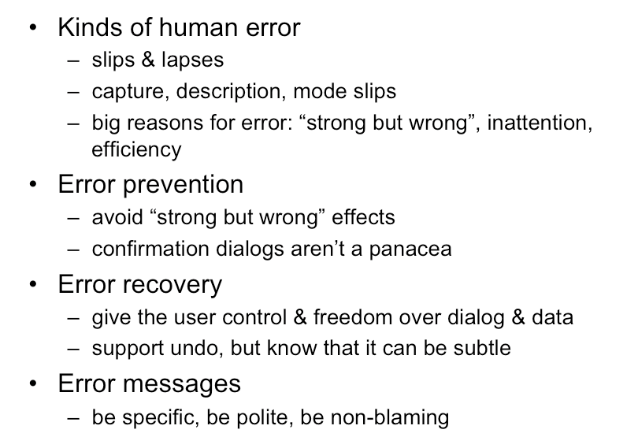 • Kinds of human error
– slips & lapses
– capture, description, mode slips
– big reasons for error: “strong but wrong”, inattention,
efficiency
• Error prevention
– avoid “strong but wrong” effects
– confirmation dialogs aren’t a panacea
• Error recovery
– give the user control & freedom over dialog & data
– support undo, but know that it can be subtle
• Error messages
– be specific, be polite, be non-blaming